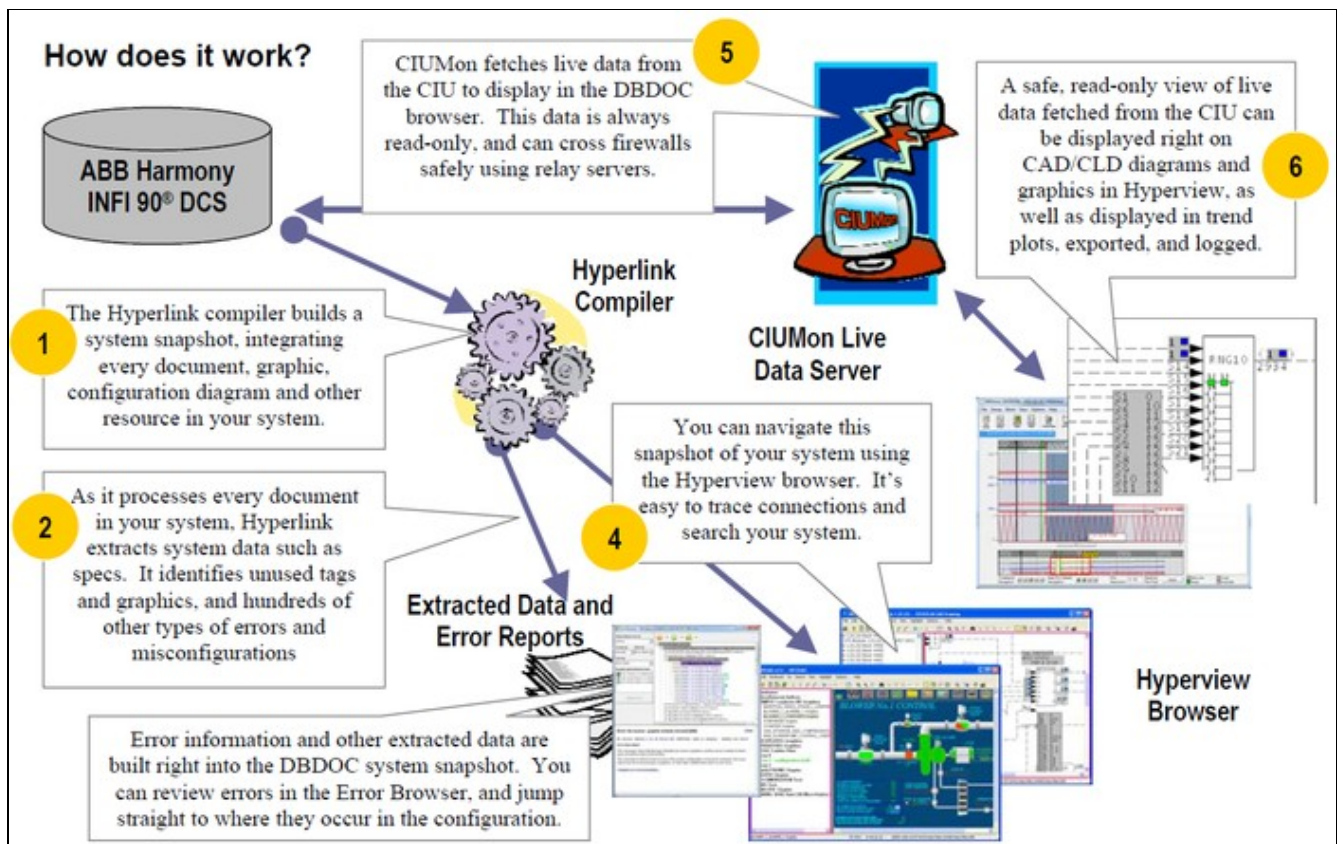 How does it work?
ABB Harmony
INFI 90® DCS
CIUMon fetches live data from
the CIU to display in the DBDOC
browser. This data is always
read-only, and can cross firewalls
safely using relay servers.
5
CIUMon
A safe, read-only view of live
data fetched from the CIU can
be displayed right on
CAD/CLD diagrams and
graphics in Hyperview, as
well as displayed in trend
plots, exported, and logged.
6
Hyperlink
Compiler
1
The Hyperlink compiler builds a
system snapshot, integrating
every document, graphic,
configuration diagram and other
resource in your system.
CIUMon Live
Data Server
2
As it processes every document
in your system, Hyperlink
extracts system data such as
specs. It identifies unused tags
and graphics, and hundreds of
other types of errors and
misconfigurations
4
You can navigate this
snapshot of your system using
the Hyperview browser. It's
easy to trace connections and
search your system.
Extracted Data and
Error Reports
BLOWER No.1 CONTROL
Hyperview
Browser
Error information and other extracted data are
built right into the DBDOC system snapshot. You
can review errors in the Error Browser, and jump
straight to where they occur in the configuration.